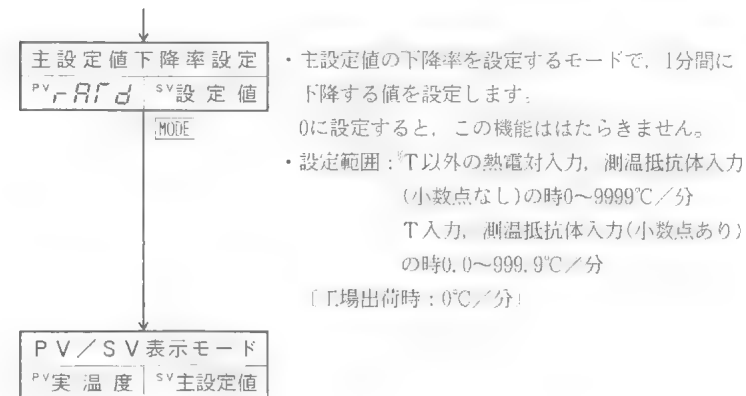 主設定値下降率設定
PV rATd SV設定値
MODE
・主設定値の下降率を設定するモードで，1分間に
下降する値を設定します。
0に設定すると，この機能ははたらきません。
・設定範囲：T以外の熱電対入力，測温抵抗体入力
(小数点なし)の時0～9999℃／分
T入力，測温抵抗体入力(小数点あり)
の時0.0～999.9℃／分
〔工場出荷時：0℃／分〕
PV／SV表示モード
PV実温度 SV主設定値